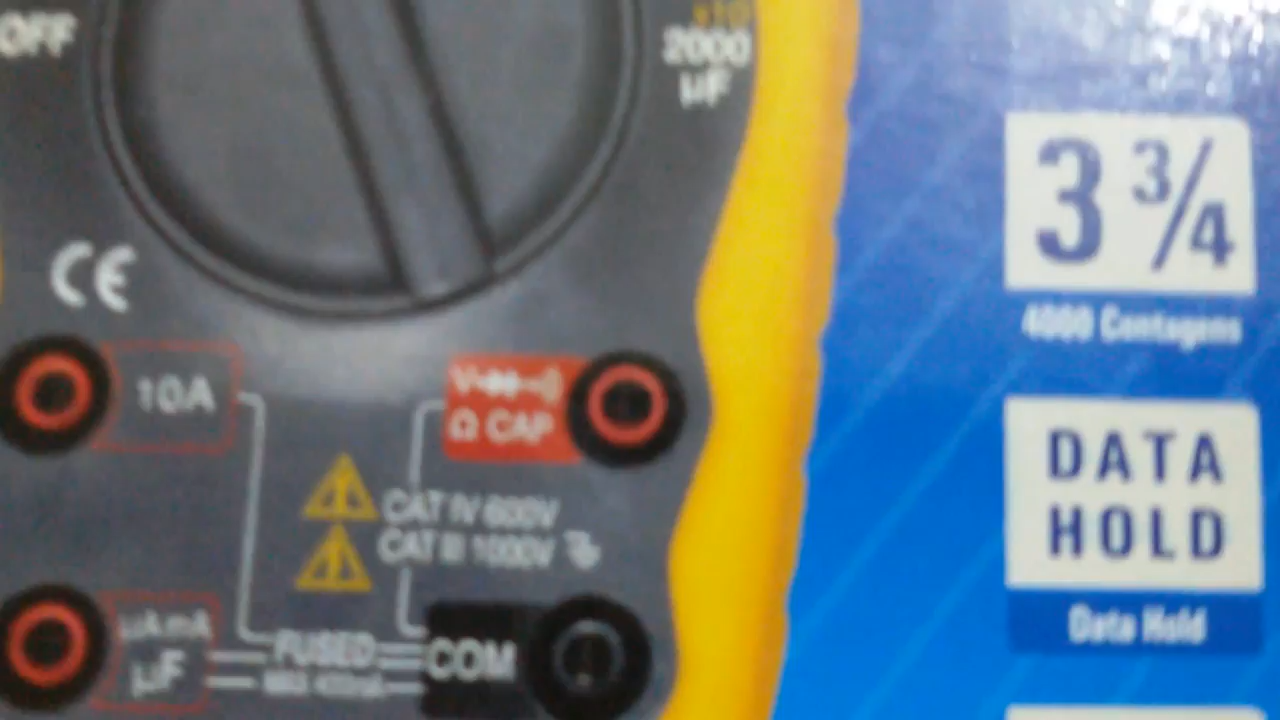 OFF
x10
2000
µF
CE
3 3/4
4000 Contagens
10A
Ω CAP
DATA
HOLD
CAT IV 600V
CAT III 1000V
Data Hold
µA mA
µF
FUSED
COM